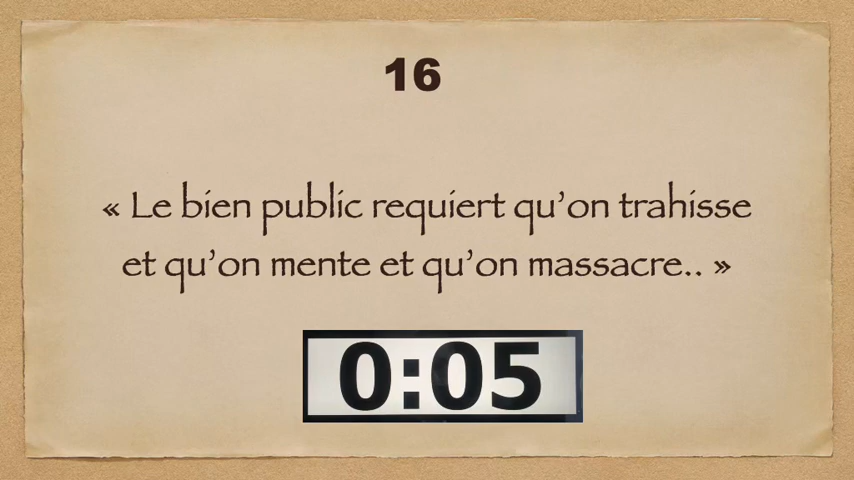 16
« Le bien public requiert qu’on trahisse
et qu’on mente et qu’on massacre.. »
0:05